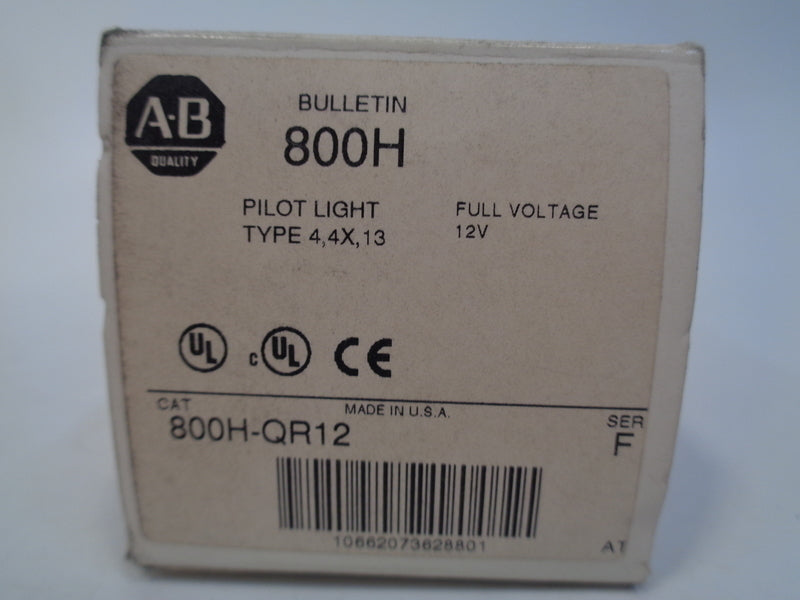 A-B
QUALITY
BULLETIN
800H
PILOT LIGHT
TYPE 4,4X,13
FULL VOLTAGE
12V
UL
c UL
CE
CAT
MADE IN U.S.A.
SER
800H-QR12
F
10662073628801
AT